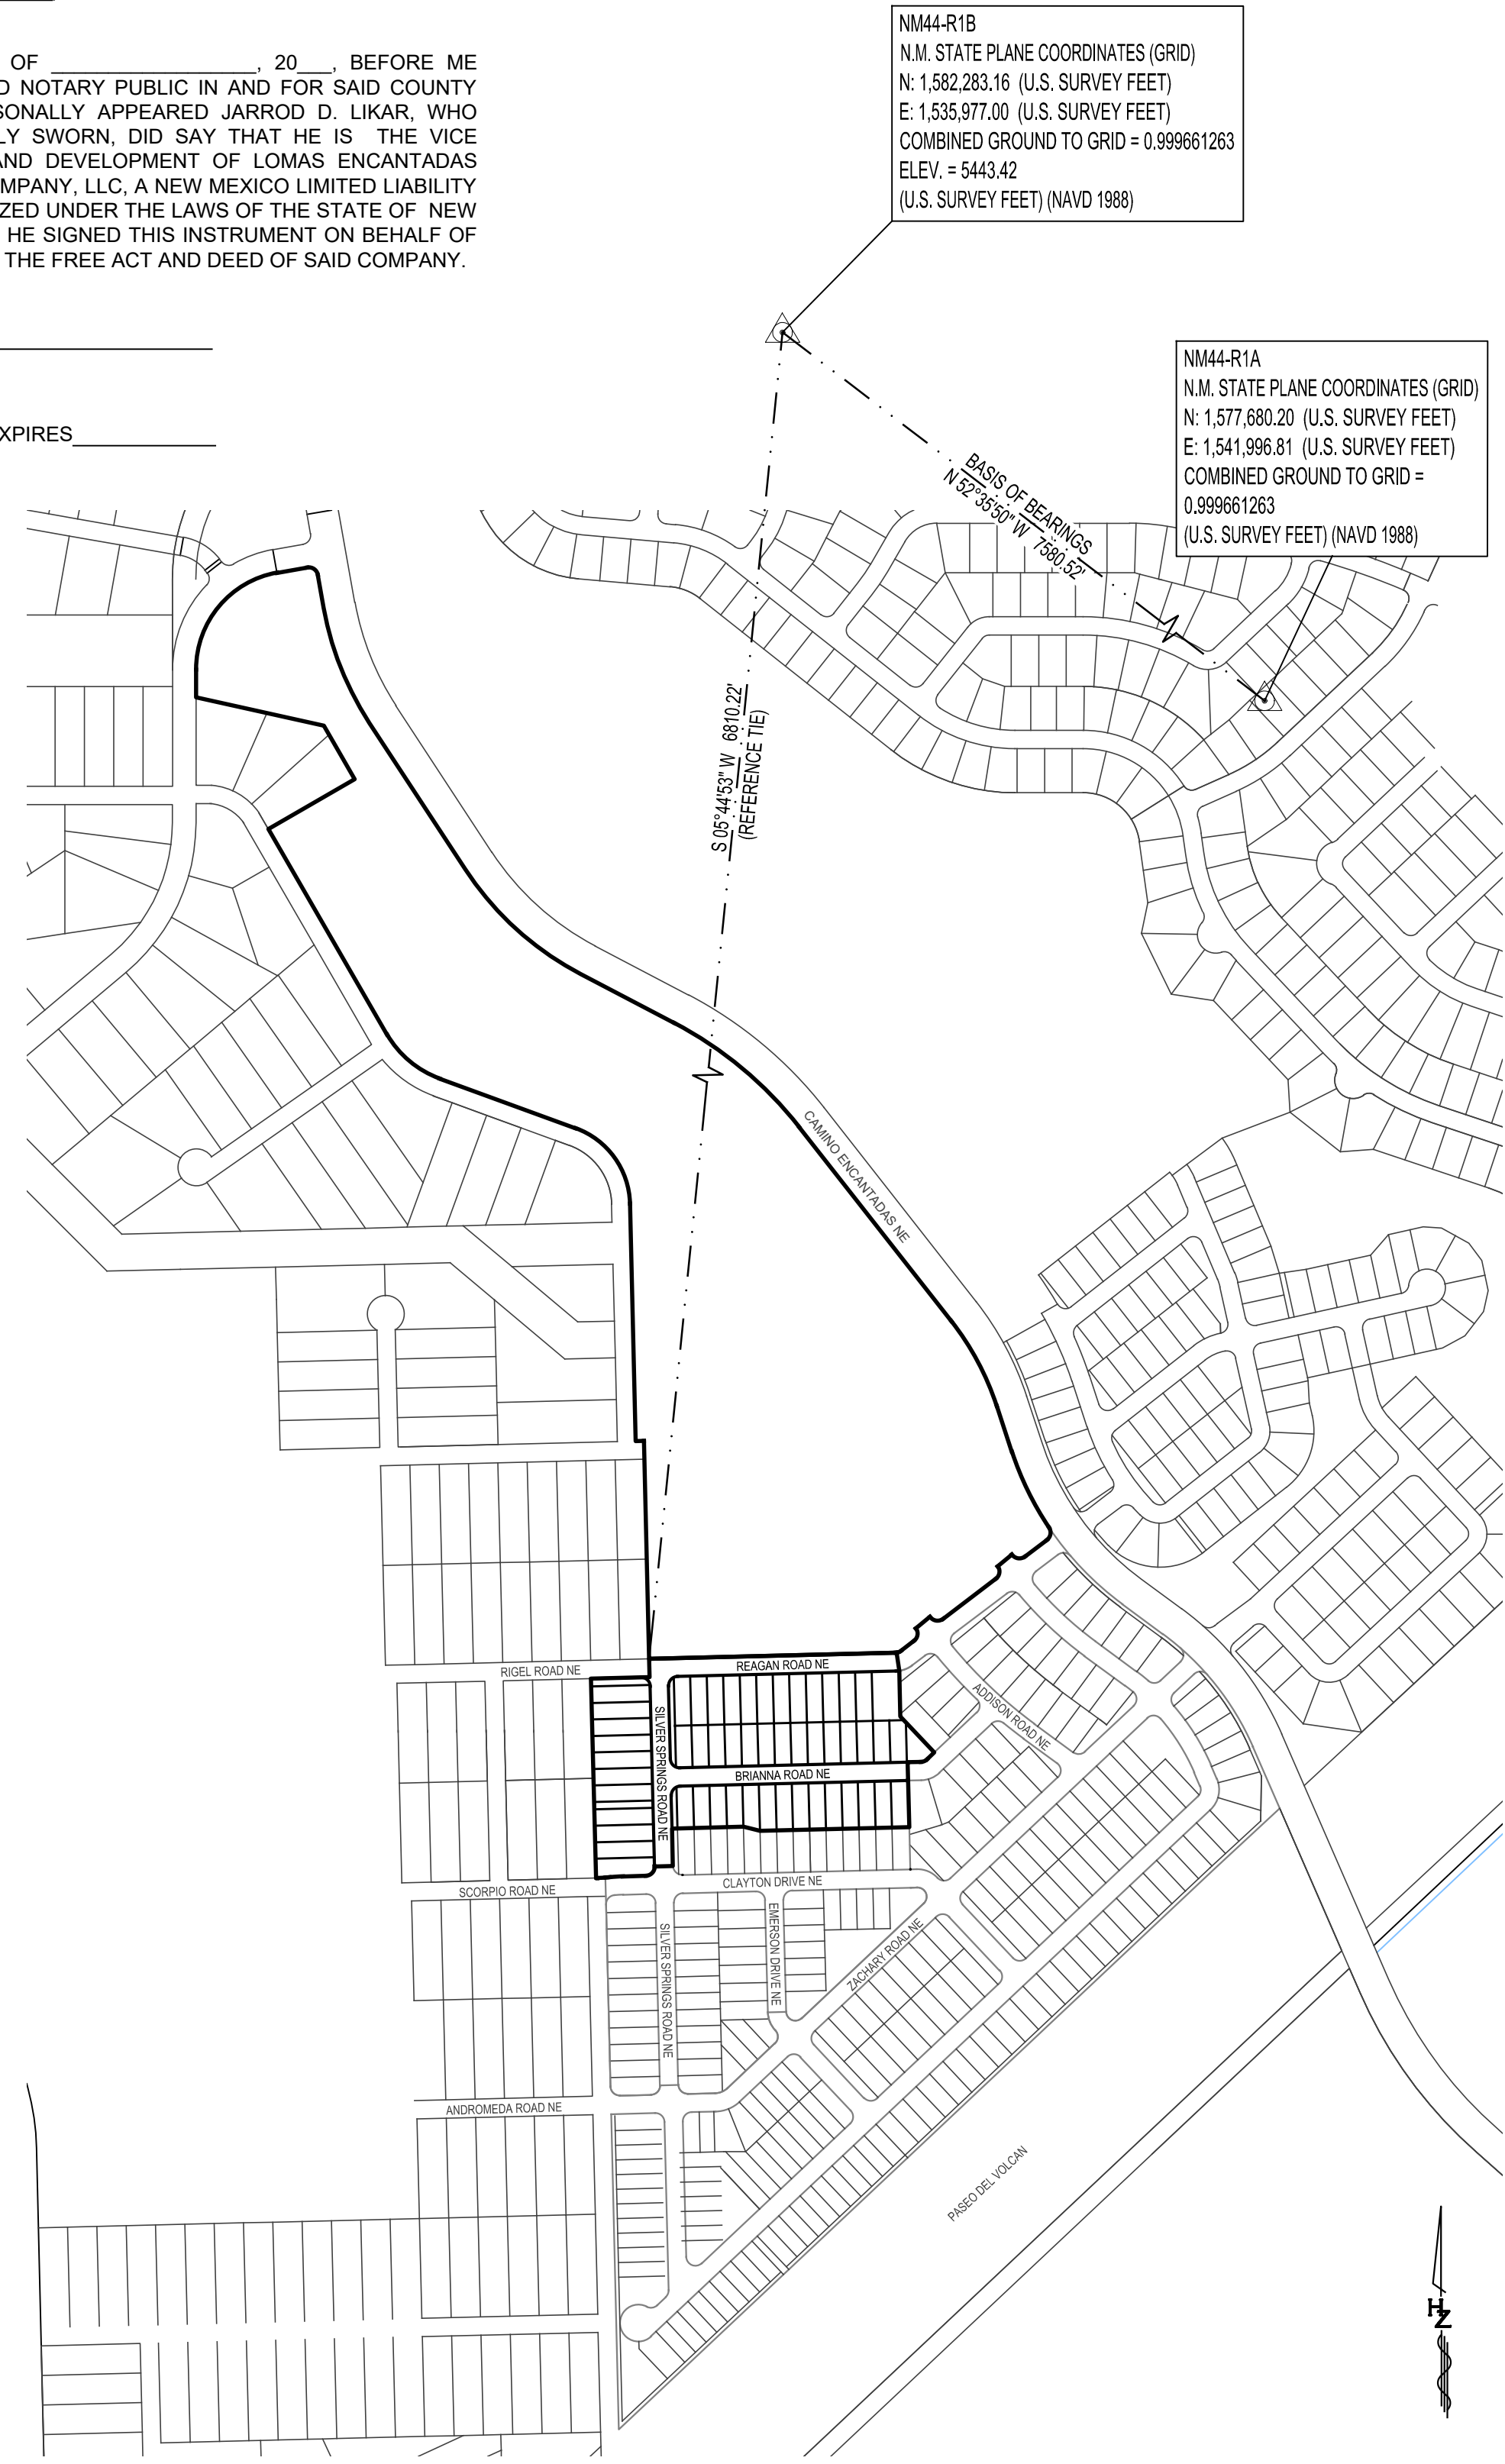 OF __________________, 20___, BEFORE ME
D NOTARY PUBLIC IN AND FOR SAID COUNTY
SONALLY APPEARED JARROD D. LIKAR, WHO
LY SWORN, DID SAY THAT HE IS THE VICE
AND DEVELOPMENT OF LOMAS ENCANTADAS
OMPANY, LLC, A NEW MEXICO LIMITED LIABILITY
ZED UNDER THE LAWS OF THE STATE OF NEW
HE SIGNED THIS INSTRUMENT ON BEHALF OF
THE FREE ACT AND DEED OF SAID COMPANY.
XPIRES____________
NM44-R1B
N.M. STATE PLANE COORDINATES (GRID)
N: 1,582,283.16 (U.S. SURVEY FEET)
E: 1,535,977.00 (U.S. SURVEY FEET)
COMBINED GROUND TO GRID = 0.999661263
ELEV. = 5443.42
(U.S. SURVEY FEET) (NAVD 1988)
NM44-R1A
N.M. STATE PLANE COORDINATES (GRID)
N: 1,577,680.20 (U.S. SURVEY FEET)
E: 1,541,996.81 (U.S. SURVEY FEET)
COMBINED GROUND TO GRID =
0.999661263
(U.S. SURVEY FEET) (NAVD 1988)
BASIS OF BEARINGS
N 52°35'50" W 7580.52'
S 05°44'53" W 6810.22'
(REFERENCE TIE)
CAMINO ENCANTADAS NE
RIGEL ROAD NE
REAGAN ROAD NE
ADDISON ROAD NE
SILVER SPRINGS ROAD NE
BRIANNA ROAD NE
CLAYTON DRIVE NE
SCORPIO ROAD NE
EMERSON DRIVE NE
SILVER SPRINGS ROAD NE
ZACHARY ROAD NE
ANDROMEDA ROAD NE
PASEO DEL VOLCAN
HZ